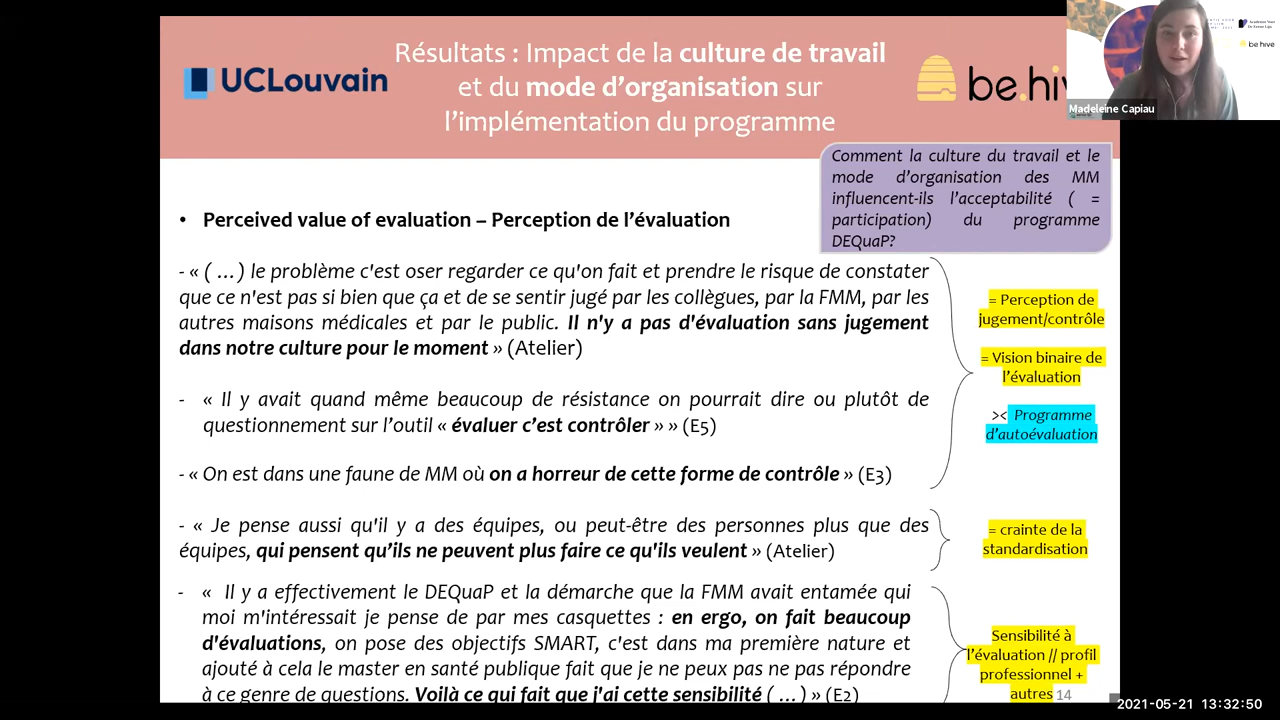 UCLouvain
Résultats : Impact de la culture de travail
et du mode d’organisation sur
l’implémentation du programme
be.hi
be hive
Madeleine Capiau
Comment la culture du travail et le
mode d’organisation des MM
influencent-ils l’acceptabilité ( =
participation) du programme
DEQuaP?
• Perceived value of evaluation – Perception de l’évaluation
- « ( …) le problème c'est oser regarder ce qu'on fait et prendre le risque de constater
que ce n'est pas si bien que ça et de se sentir jugé par les collègues, par la FMM, par les
autres maisons médicales et par le public. Il n'y a pas d'évaluation sans jugement
dans notre culture pour le moment » (Atelier)
- « Il y avait quand même beaucoup de résistance on pourrait dire ou plutôt de
questionnement sur l’outil « évaluer c’est contrôler » » (E5)
- « On est dans une faune de MM où on a horreur de cette forme de contrôle » (E3)
- « Je pense aussi qu'il y a des équipes, ou peut-être des personnes plus que des
équipes, qui pensent qu’ils ne peuvent plus faire ce qu'ils veulent » (Atelier)
- « Il y a effectivement le DEQuaP et la démarche que la FMM avait entamée qui
moi m'intéressait je pense de par mes casquettes : en ergo, on fait beaucoup
d'évaluations, on pose des objectifs SMART, c'est dans ma première nature et
ajouté à cela le master en santé publique fait que je ne peux pas ne pas répondre
à ce genre de questions. Voilà ce qui fait que j'ai cette sensibilité ( …) » (E2)
= Perception de
jugement/contrôle
= Vision binaire de
l’évaluation
>< Programme
d’autoévaluation
= crainte de la
standardisation
Sensibilité à
l’évaluation // profil
professionnel +
autres
14
2021-05-21 13:32:50